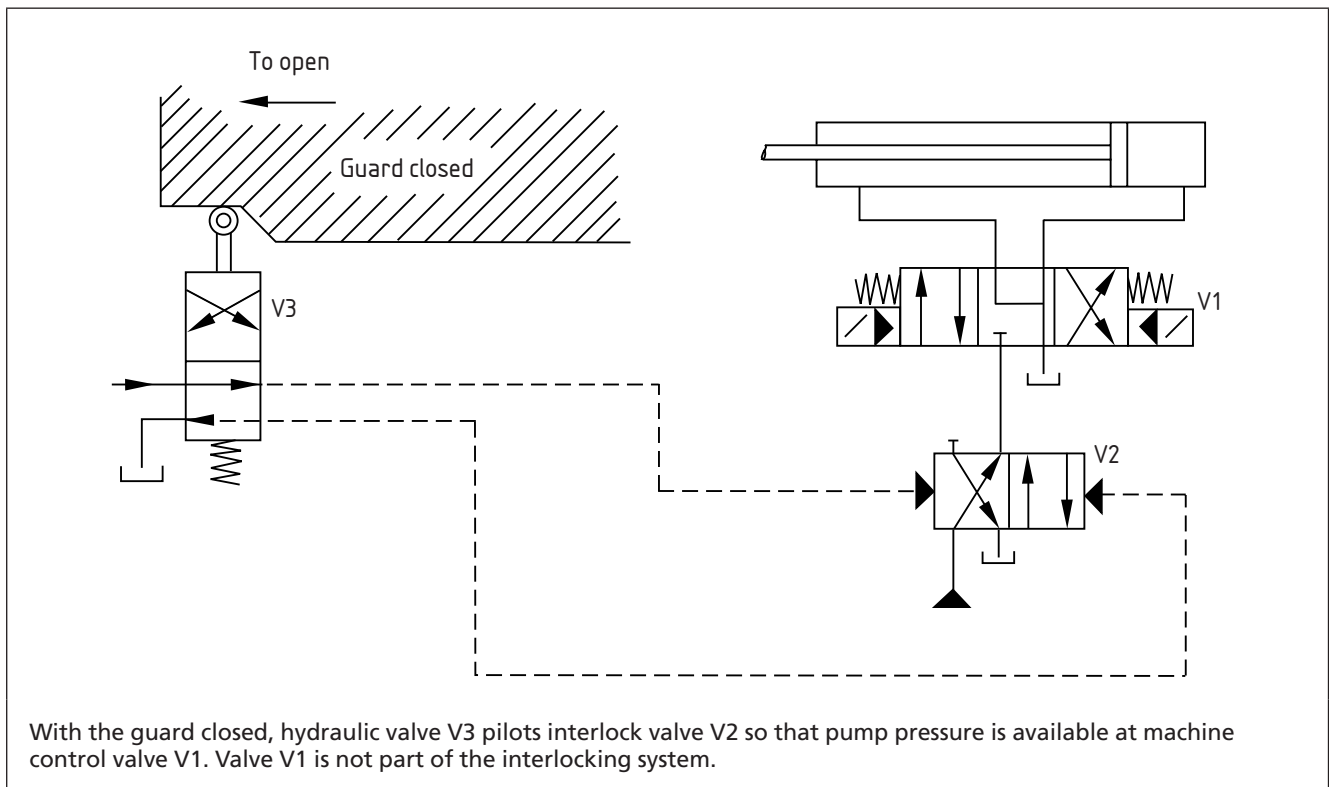 To open
Guard closed
V3
V1
V2
With the guard closed, hydraulic valve V3 pilots interlock valve V2 so that pump pressure is available at machine
control valve V1. Valve V1 is not part of the interlocking system.